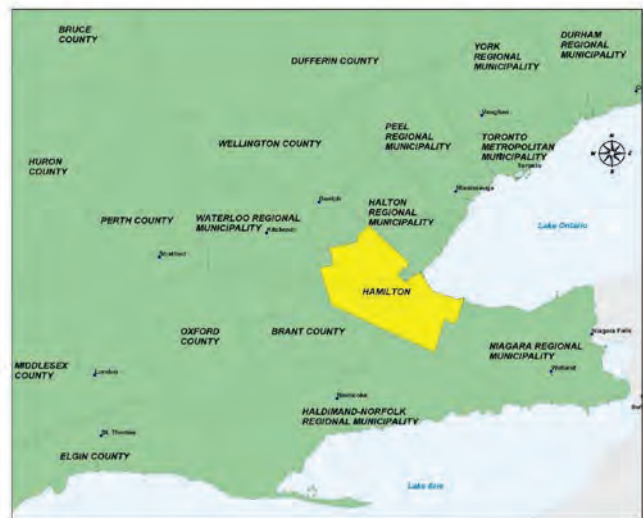 BRUCE
COUNTY
DUFFERIN COUNTY
YORK
REGIONAL
MUNICIPALITY
DURHAM
REGIONAL
MUNICIPALITY
Vaughan
WELLINGTON COUNTY
PEEL
REGIONAL
MUNICIPALITY
TORONTO
METROPOLITAN
MUNICIPALITY
Toronto
N
W
E
S
HURON
COUNTY
Mississauga
Guelph
HALTON
REGIONAL
MUNICIPALITY
PERTH COUNTY
WATERLOO REGIONAL
MUNICIPALITY
Kitchener
Lake Ontario
Stratford
HAMILTON
OXFORD
COUNTY
BRANT COUNTY
Niagara Falls
NIAGARA REGIONAL
MUNICIPALITY
Welland
MIDDLESEX
COUNTY
London
Nanticoke
HALDIMAND-NORFOLK
REGIONAL MUNICIPALITY
St. Thomas
ELGIN COUNTY
Lake Erie